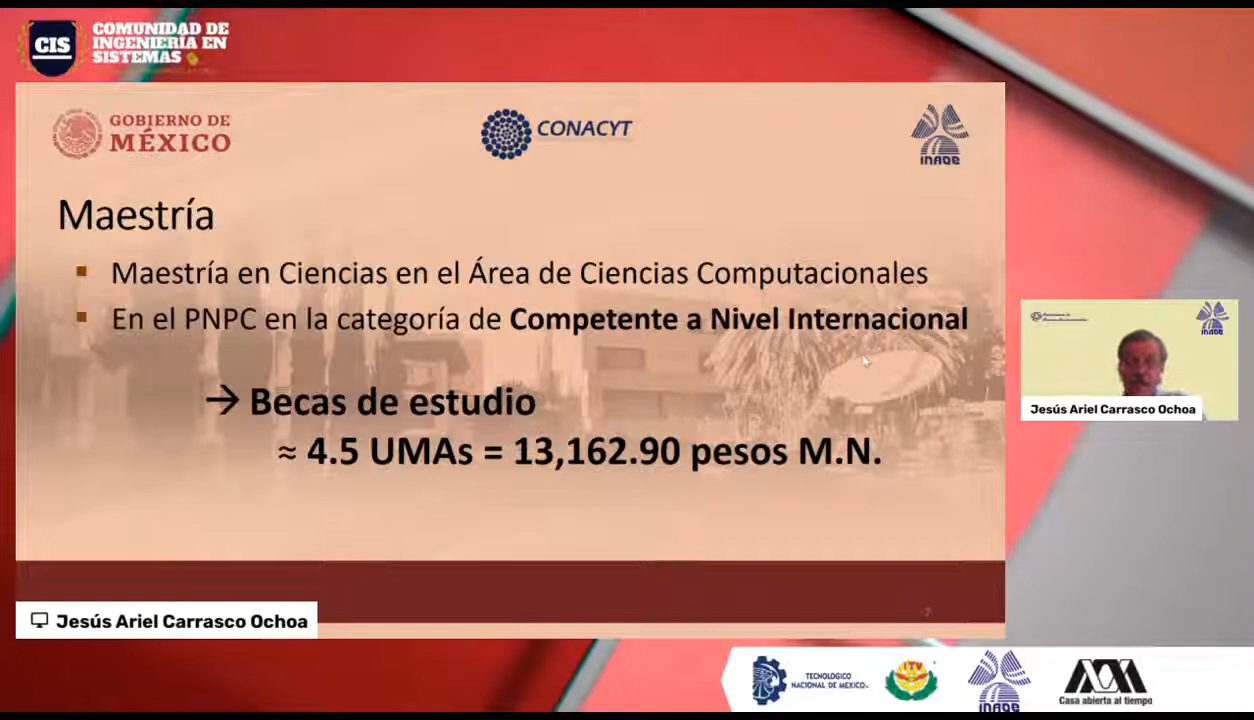 CIS
COMUNIDAD DE
INGENIERÍA EN
SISTEMAS
GOBIERNO DE
MÉXICO
CONACYT
INAOE
Maestría
▪ Maestría en Ciencias en el Área de Ciencias Computacionales
▪ En el PNPC en la categoría de Competente a Nivel Internacional
→ Becas de estudio
≈ 4.5 UMAs = 13,162.90 pesos M.N.
7
Jesús Ariel Carrasco Ochoa
INAOE
Jesús Ariel Carrasco Ochoa
TECNOLÓGICO
NACIONAL DE MÉXICO
ITV
INAOE
Casa abierta al tiempo